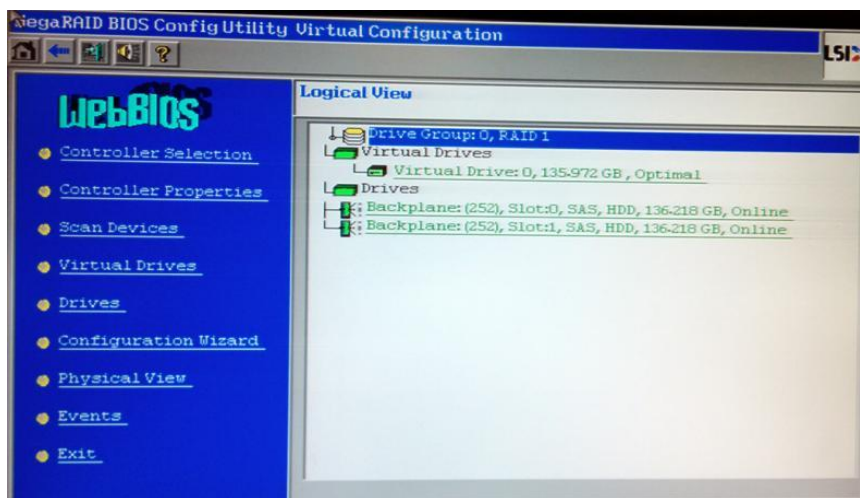 MegaRAID BIOS Config Utility Virtual Configuration
LSI
WebBIOS
Controller Selection
Controller Properties
Scan Devices
Virtual Drives
Drives
Configuration Wizard
Physical View
Events
Exit
Logical View
Drive Group: 0, RAID 1
Virtual Drives
Virtual Drive: 0, 135.972 GB, Optimal
Drives
Backplane: (252), Slot:0, SAS, HDD, 136.218 GB, Online
Backplane: (252), Slot:1, SAS, HDD, 136.218 GB, Online